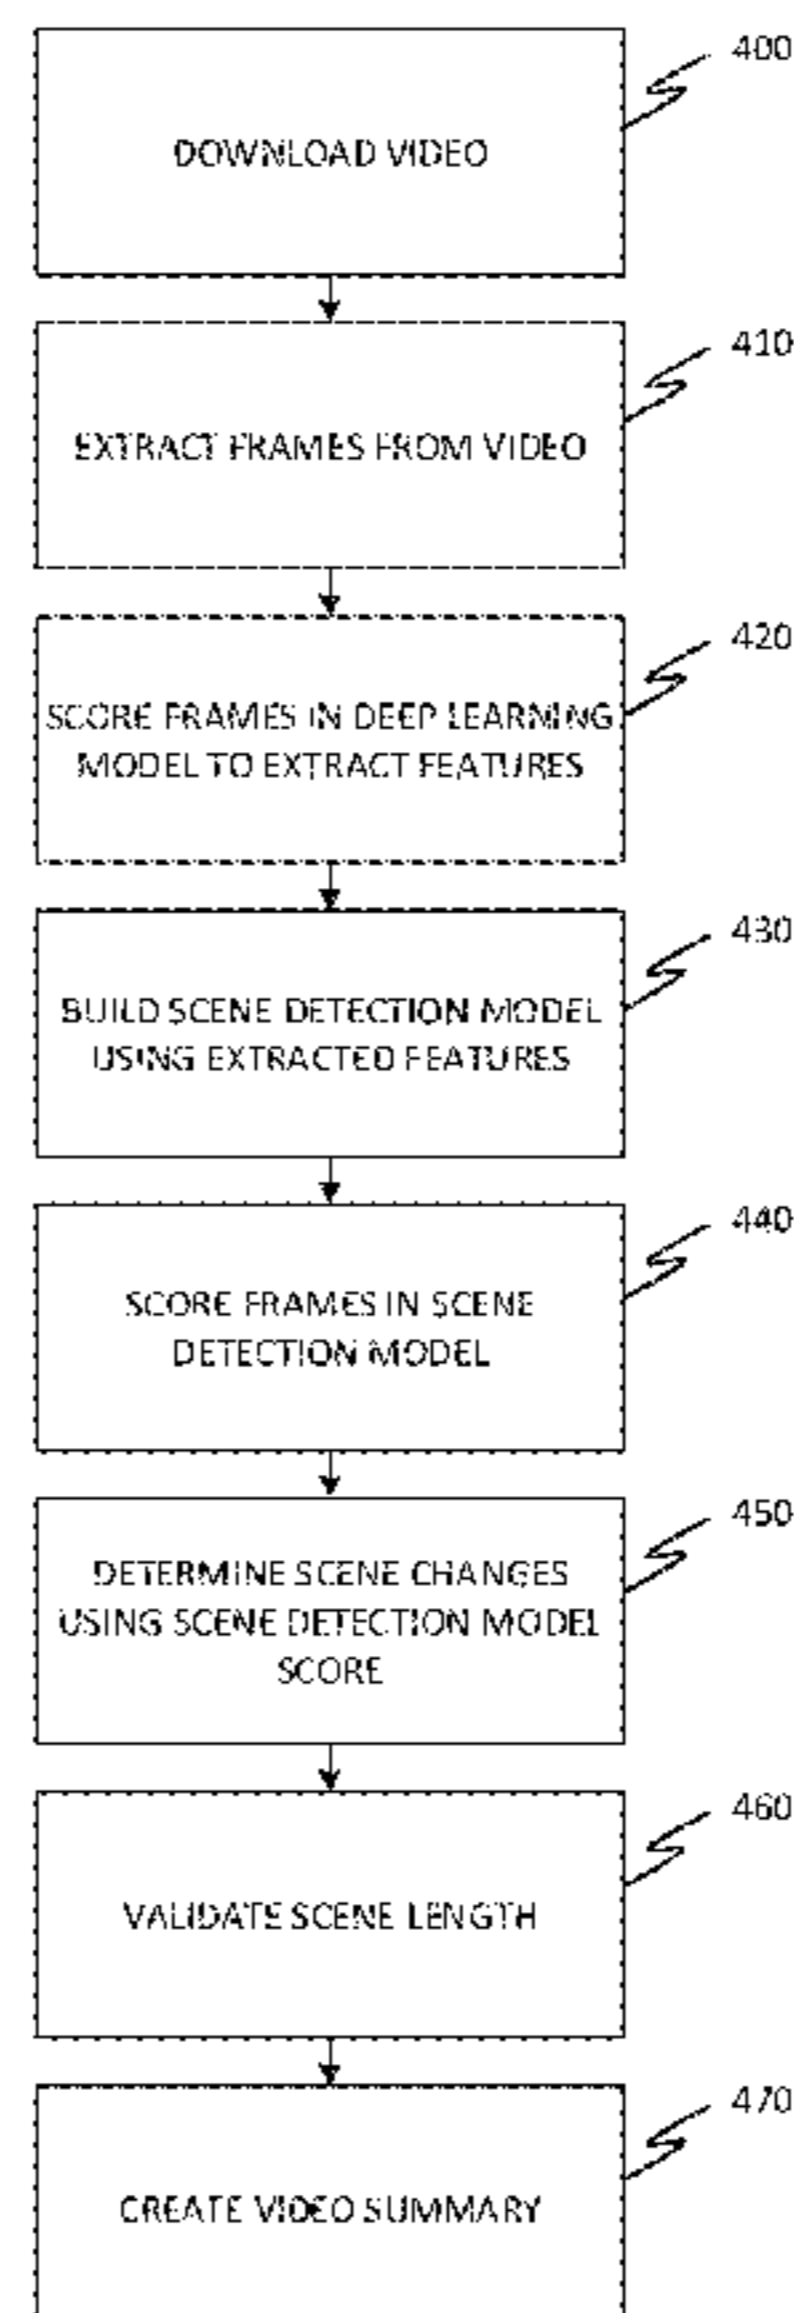 400
DOWNLOAD VIDEO
410
EXTRACT FRAMES FROM VIDEO
420
SCORE FRAMES IN DEEP LEARNING
MODEL TO EXTRACT FEATURES
430
BUILD SCENE DETECTION MODEL
USING EXTRACTED FEATURES
440
SCORE FRAMES IN SCENE
DETECTION MODEL
450
DETERMINE SCENE CHANGES
USING SCENE DETECTION MODEL
SCORE
460
VALIDATE SCENE LENGTH
470
CREATE VIDEO SUMMARY